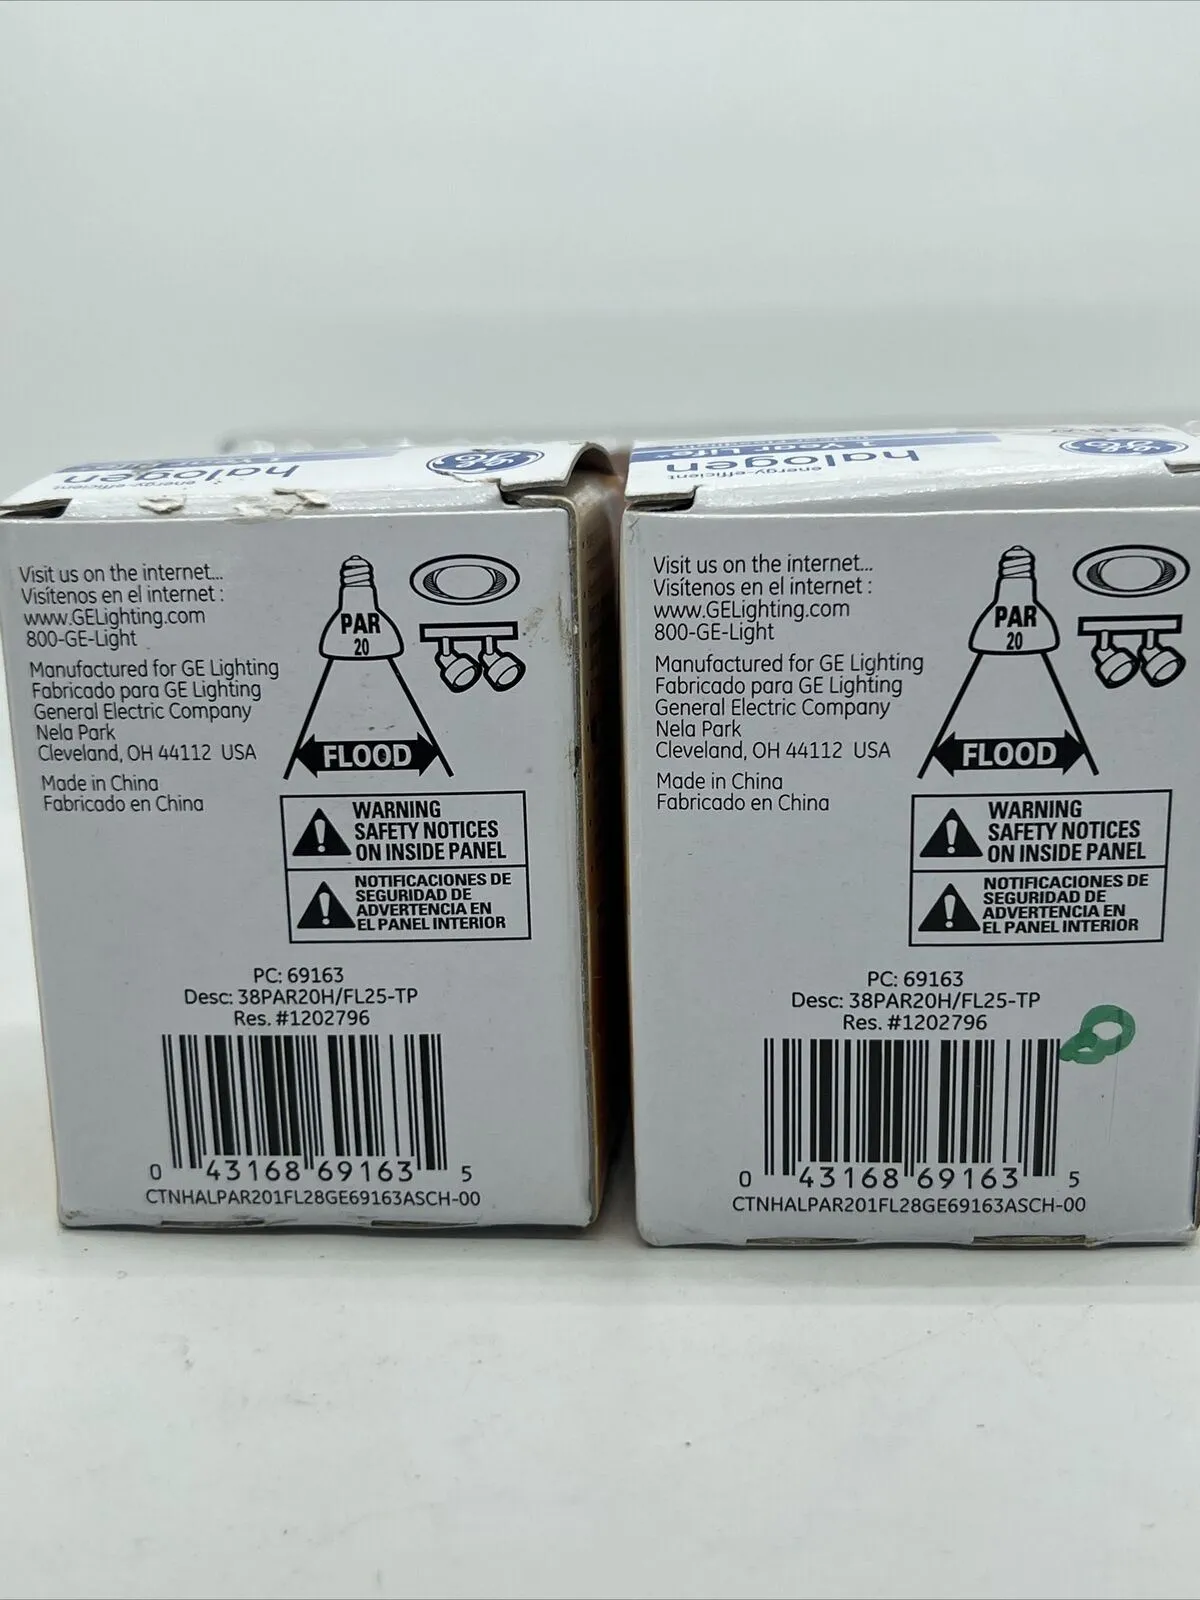 halogen
energy-efficient
GE
Visit us on the internet...
Visítenos en el internet :
www.GELighting.com
800-GE-Light
Manufactured for GE Lighting
Fabricado para GE Lighting
General Electric Company
Nela Park
Cleveland, OH 44112 USA
Made in China
Fabricado en China
PAR
20
FLOOD
WARNING
SAFETY NOTICES
ON INSIDE PANEL
NOTIFICACIONES DE
SEGURIDAD DE
ADVERTENCIA EN
EL PANEL INTERIOR
PC: 69163
Desc: 38PAR20H/FL25-TP
Res. #1202796
0 43168 69163 5
CTNHALPAR201FL28GE69163ASCH-00
1 Year Life*
halogen
energy-efficient
GE
Visit us on the internet...
Visítenos en el internet :
www.GELighting.com
800-GE-Light
Manufactured for GE Lighting
Fabricado para GE Lighting
General Electric Company
Nela Park
Cleveland, OH 44112 USA
Made in China
Fabricado en China
PAR
20
FLOOD
WARNING
SAFETY NOTICES
ON INSIDE PANEL
NOTIFICACIONES DE
SEGURIDAD DE
ADVERTENCIA EN
EL PANEL INTERIOR
PC: 69163
Desc: 38PAR20H/FL25-TP
Res. #1202796
0 43168 69163 5
CTNHALPAR201FL28GE69163ASCH-00